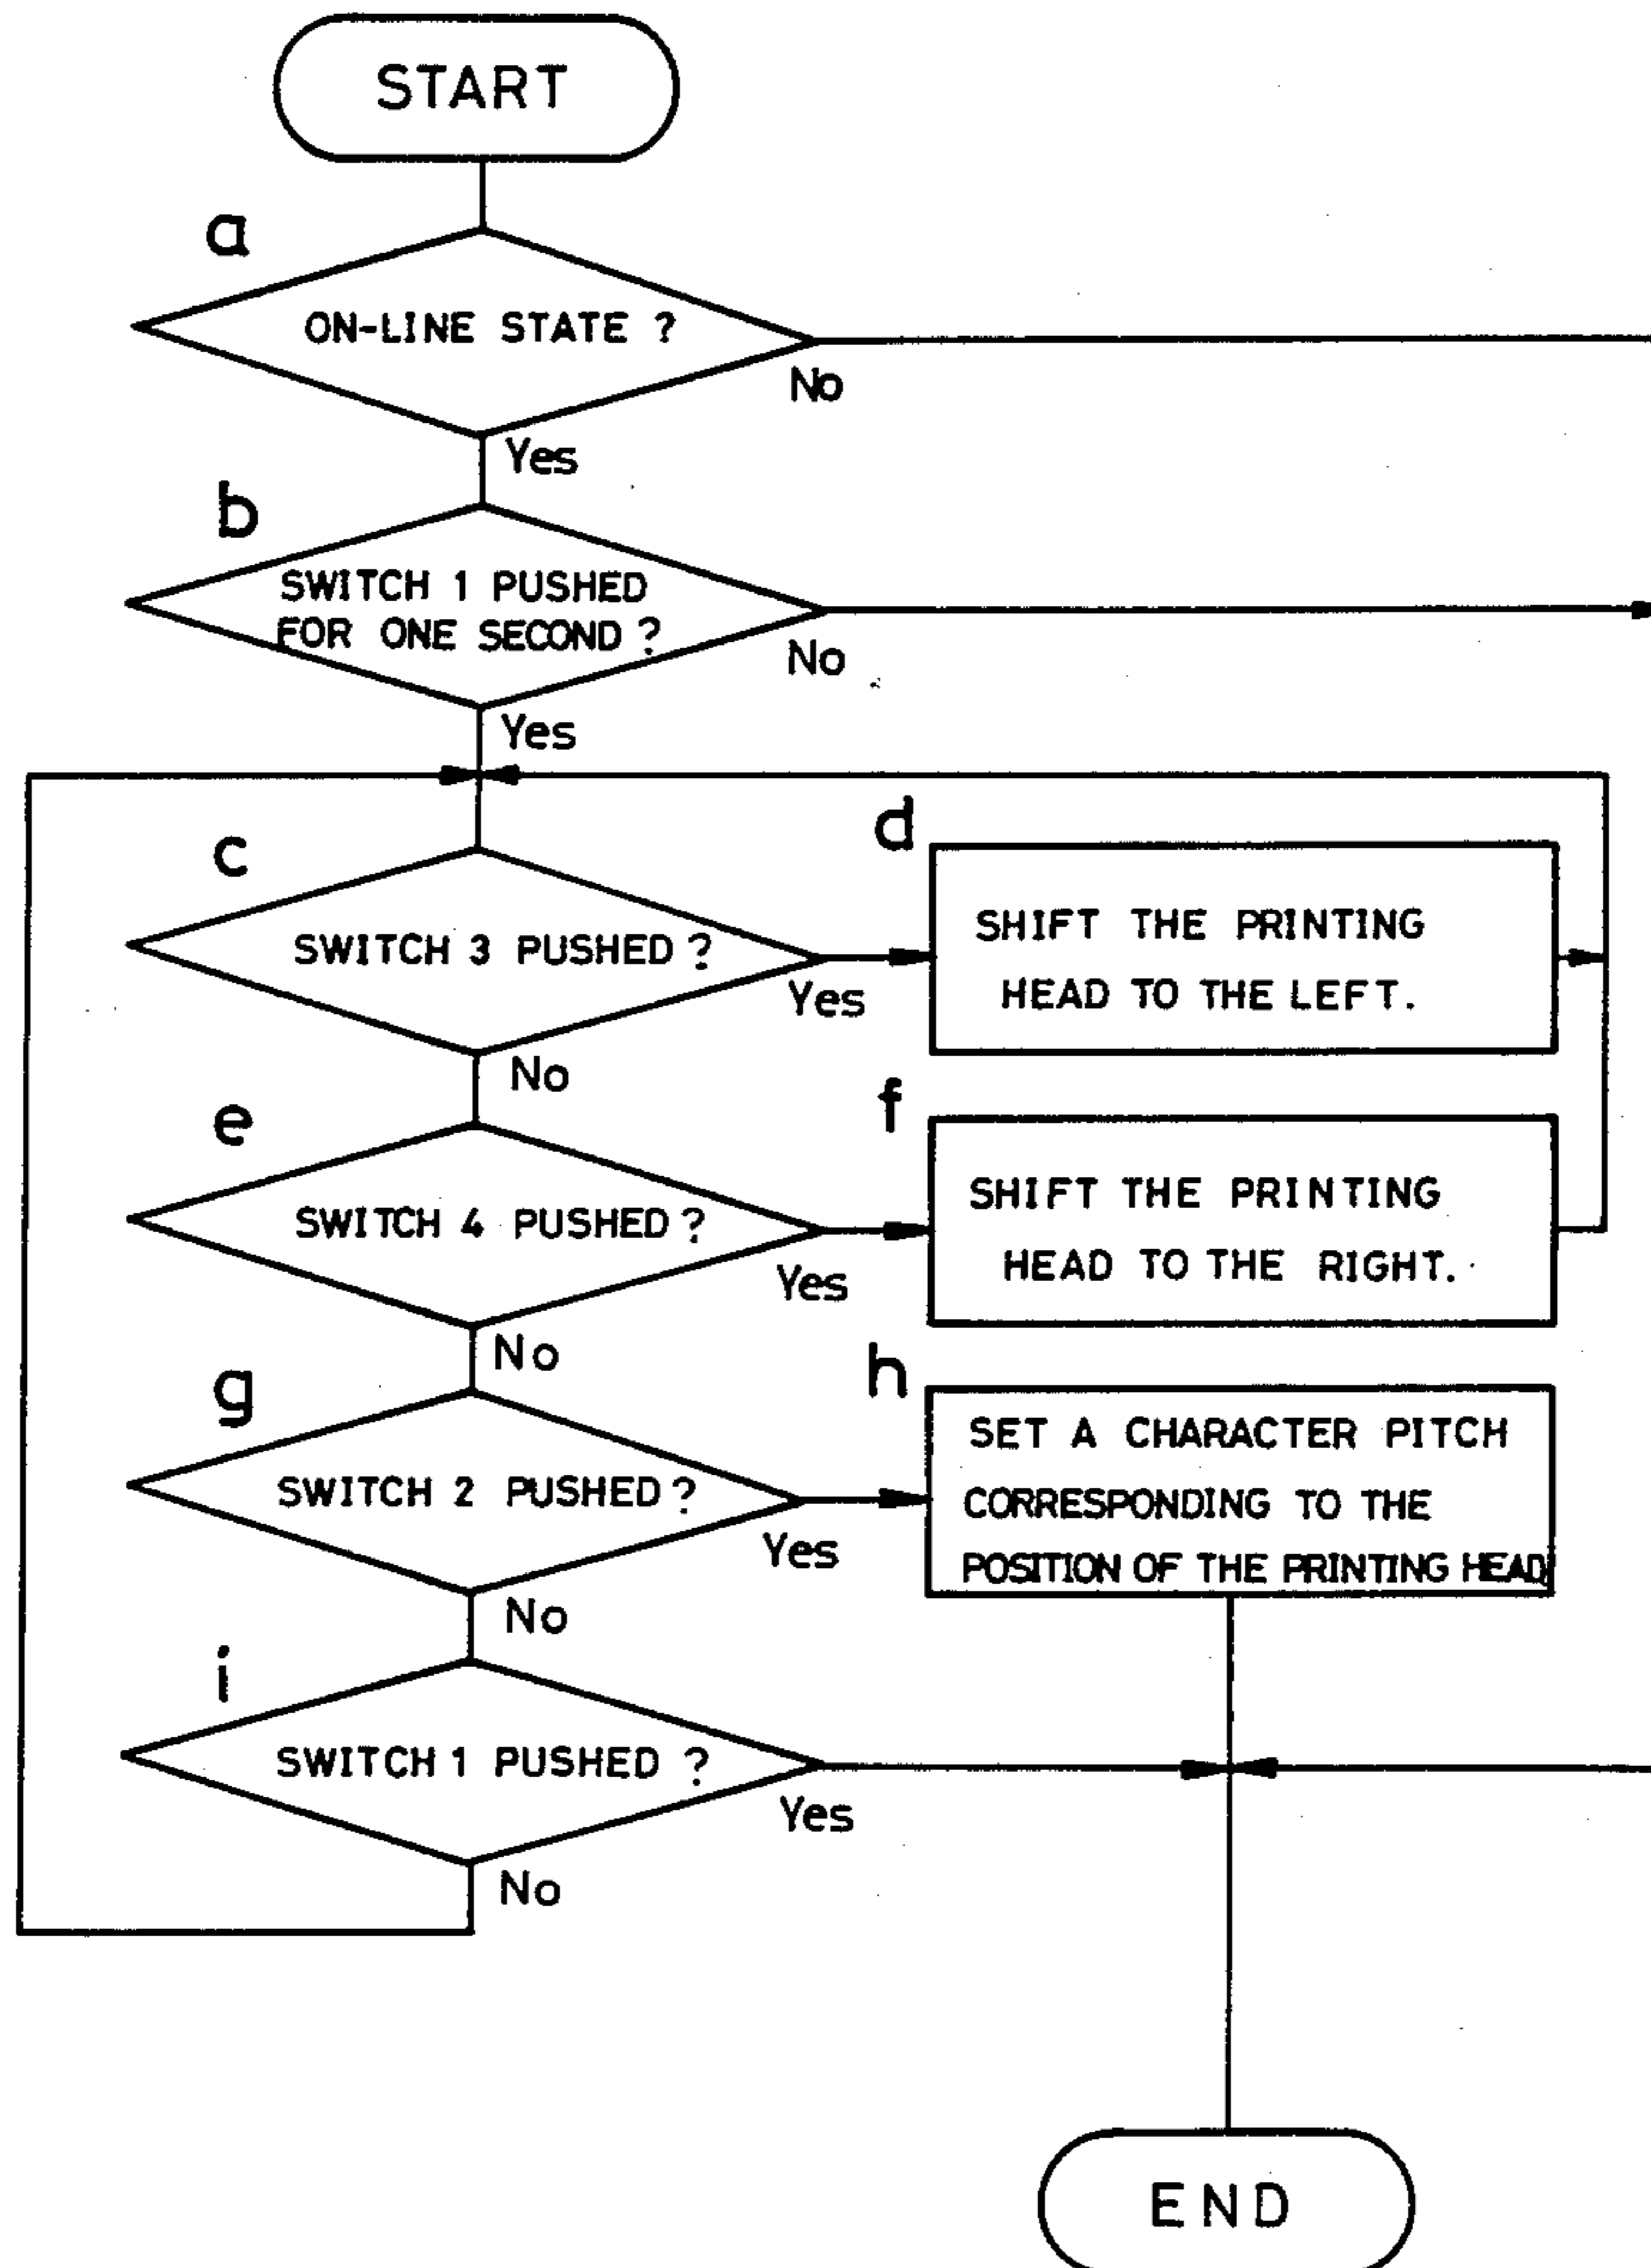 START
a
ON-LINE STATE ?
No
Yes
b
SWITCH 1 PUSHED
FOR ONE SECOND ?
No
Yes
c
SWITCH 3 PUSHED ?
Yes
No
d
SHIFT THE PRINTING
HEAD TO THE LEFT.
e
SWITCH 4 PUSHED ?
Yes
No
f
SHIFT THE PRINTING
HEAD TO THE RIGHT.
g
SWITCH 2 PUSHED ?
Yes
No
h
SET A CHARACTER PITCH
CORRESPONDING TO THE
POSITION OF THE PRINTING HEAD.
i
SWITCH 1 PUSHED ?
Yes
No
END